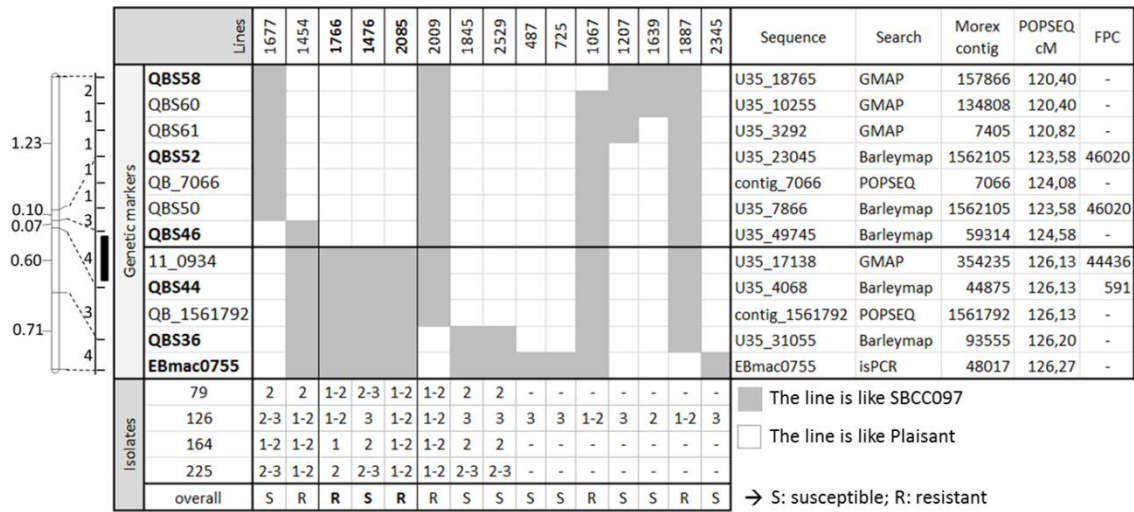 Lines 1677 1454 1766 1476 2085 2009 1845 2529 487 725 1067 1207 1639 1887 2345 Sequence Search Morex contig POPSEQ cM FPC
Genetic markers
QBS58 U35_18765 GMAP 157866 120,40 -
QBS60 U35_10255 GMAP 134808 120,40 -
QBS61 U35_3292 GMAP 7405 120,82 -
QBS52 U35_23045 Barleymap 1562105 123,58 46020
QB_7066 contig_7066 POPSEQ 7066 124,08 -
QBS50 U35_7866 Barleymap 1562105 123,58 46020
QBS46 U35_49745 Barleymap 59314 124,58 -
11_0934 U35_17138 GMAP 354235 126,13 44436
QBS44 U35_4068 Barleymap 44875 126,13 591
QB_1561792 contig_1561792 POPSEQ 1561792 126,13 -
QBS36 U35_31055 Barleymap 93555 126,20 -
EBmac0755 EBmac0755 isPCR 48017 126,27 -
1.23
0.10
0.07
0.60
0.71
2
1
1
1
1
3
4
3
4
Isolates
79 2 2 1-2 2-3 1-2 1-2 2 2 - - - - - - -
126 2-3 1-2 1-2 3 1-2 1-2 3 3 3 3 1-2 3 2 1-2 3
164 1-2 1-2 1 2 1-2 1-2 2 2 - - - - - - -
225 2-3 1-2 2 2-3 1-2 1-2 2-3 2-3 - - - - - - -
overall S R R S R R S S S S R S S R S
The line is like SBCC097
The line is like Plaisant
→ S: susceptible; R: resistant